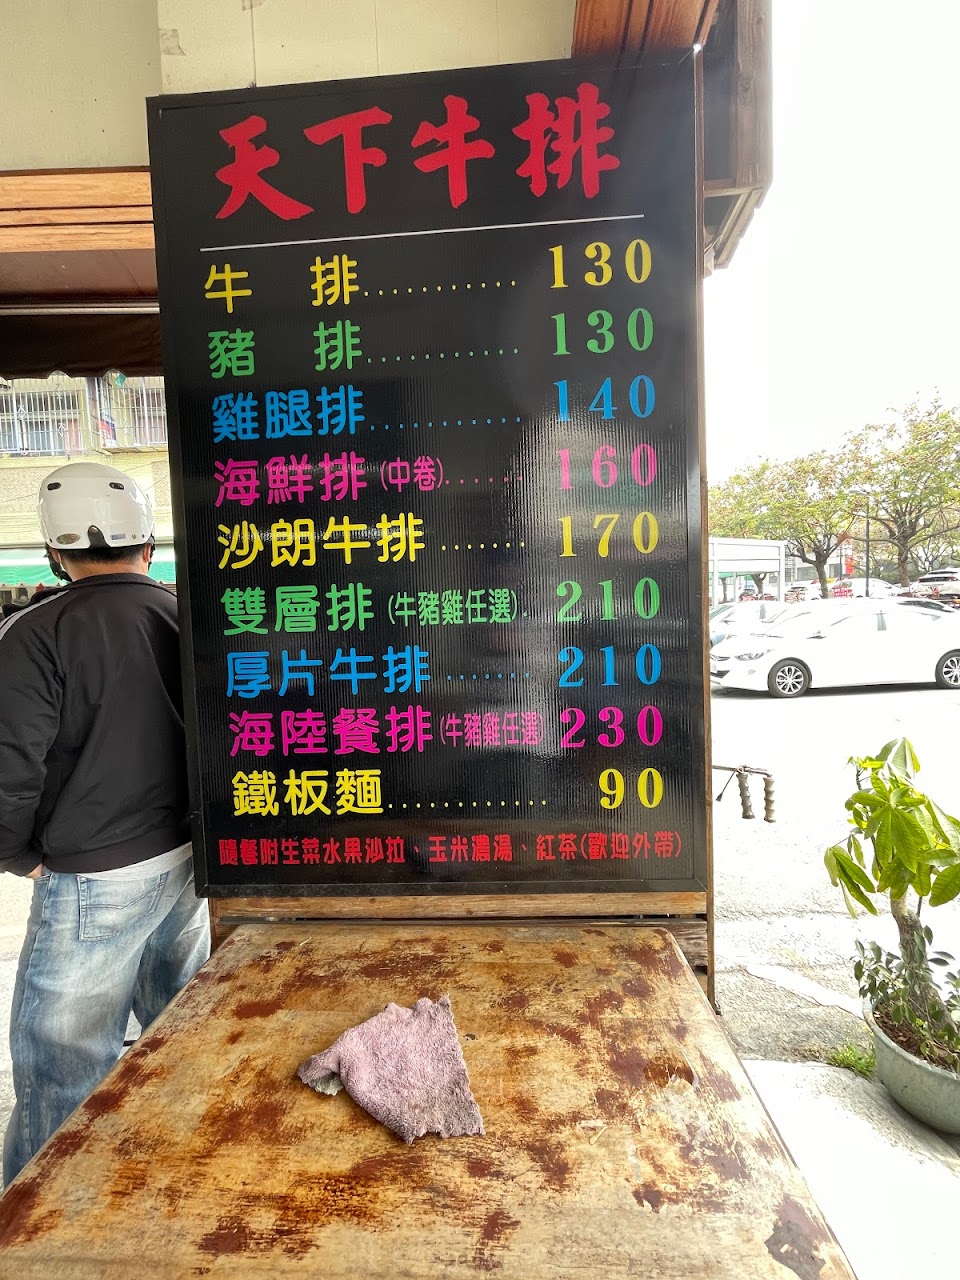 天下牛排
牛 排........... 130
豬 排........... 130
雞腿排........... 140
海鮮排(中卷)...... 160
沙朗牛排....... 170
雙層排(牛豬雞任選). 210
厚片牛排....... 210
海陸餐排(牛豬雞任選) 230
鐵板麵............ 90
隨餐附生菜水果沙拉、玉米濃湯、紅茶(歡迎外帶)